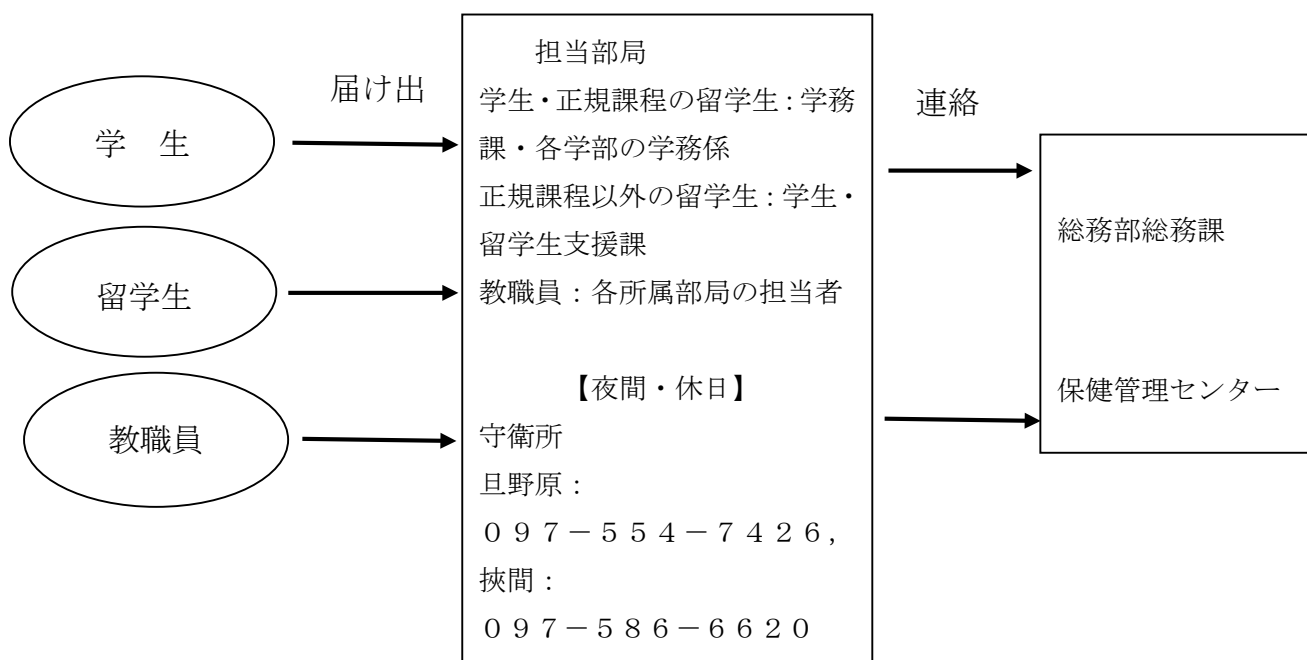 学　生
留学生
教職員
届け出
担当部局
学生・正規課程の留学生：学務
課・各学部の学務係
正規課程以外の留学生：学生・
留学生支援課
教職員：各所属部局の担当者
【夜間・休日】
守衛所
旦野原：
０９７－５５４－７４２６，
挾間：
０９７－５８６－６６２０
連絡
総務部総務課
保健管理センター